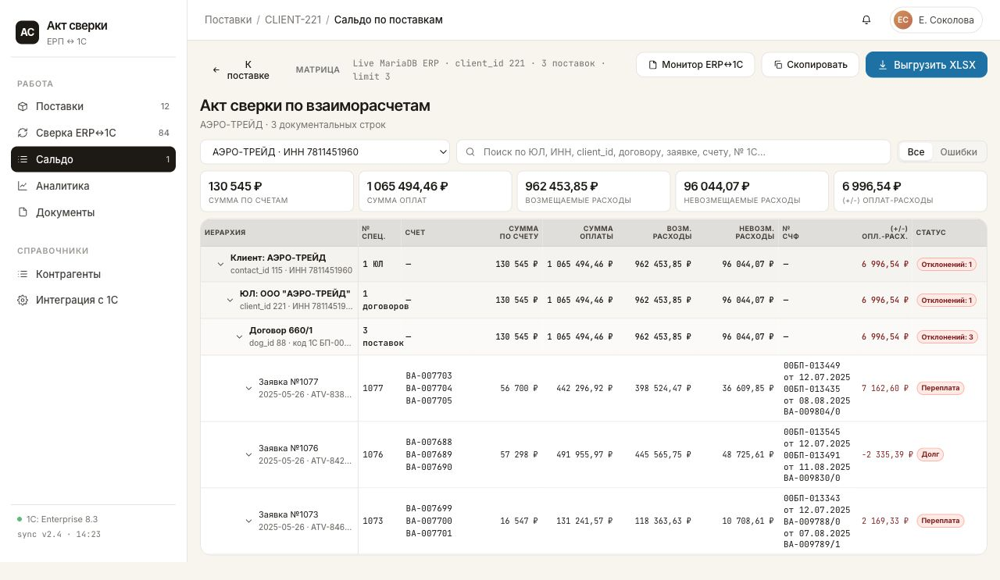 АС
Акт сверки
ЕРП ↔ 1С
РАБОТА
Поставки 12
Сверка ERP↔1С 84
Сальдо 1
Аналитика
Документы
СПРАВОЧНИКИ
Контрагенты
Интеграция с 1С
1С: Enterprise 8.3
sync v2.4 · 14:23
Поставки / CLIENT-221 / Сальдо по поставкам
ЕС Е. Соколова
← К поставке
МАТРИЦА
Live MariaDB ERP · client_id 221 · 3 поставок ·
limit 3
Монитор ERP↔1С
Скопировать
Выгрузить XLSX
Акт сверки по взаиморасчетам
АЭРО-ТРЕЙД · 3 документальных строк
АЭРО-ТРЕЙД · ИНН 7811451960
Поиск по ЮЛ, ИНН, client_id, договору, заявке, счету, № 1С...
Все Ошибки
130 545 ₽
СУММА ПО СЧЕТАМ
1 065 494,46 ₽
СУММА ОПЛАТ
962 453,85 ₽
ВОЗМЕЩАЕМЫЕ РАСХОДЫ
96 044,07 ₽
НЕВОЗМЕЩАЕМЫЕ РАСХОДЫ
6 996,54 ₽
(+/-) ОПЛАТ-РАСХОДЫ
ИЕРАРХИЯ
№ СПЕЦ.
СЧЕТ
СУММА ПО СЧЕТУ
СУММА ОПЛАТЫ
ВОЗМ. РАСХОДЫ
НЕВОЗМ. РАСХОДЫ
№ СЧФ
(+/-) ОПЛ.-РАСХ.
СТАТУС
Клиент: АЭРО-ТРЕЙД
contact_id 115 · ИНН 7811451960
1 ЮЛ — 130 545 ₽ 1 065 494,46 ₽ 962 453,85 ₽ 96 044,07 ₽ — 6 996,54 ₽ Отклонений: 1
ЮЛ: ООО "АЭРО-ТРЕЙД"
client_id 221 · ИНН 78114519...
1
договоров
— 130 545 ₽ 1 065 494,46 ₽ 962 453,85 ₽ 96 044,07 ₽ — 6 996,54 ₽ Отклонений: 1
Договор 660/1
dog_id 88 · код 1С БП-00...
3
поставок
— 130 545 ₽ 1 065 494,46 ₽ 962 453,85 ₽ 96 044,07 ₽ — 6 996,54 ₽ Отклонений: 3
Заявка №1077
2025-05-26 · ATV-838...
1077
ВА-007703
ВА-007704
ВА-007705
56 700 ₽ 442 296,92 ₽ 398 524,47 ₽ 36 609,85 ₽
00БП-013449
от 12.07.2025
00БП-013435
от 08.08.2025
ВА-009804/0
7 162,60 ₽ Переплата
Заявка №1076
2025-05-26 · ATV-842...
1076
ВА-007688
ВА-007689
ВА-007690
57 298 ₽ 491 955,97 ₽ 445 565,75 ₽ 48 725,61 ₽
00БП-013545
от 12.07.2025
00БП-013491
от 11.08.2025
ВА-009830/0
-2 335,39 ₽ Долг
Заявка №1073
2025-05-26 · ATV-846...
1073
ВА-007699
ВА-007700
ВА-007701
16 547 ₽ 131 241,57 ₽ 118 363,63 ₽ 10 708,61 ₽
00БП-013343
от 12.07.2025
ВА-009788/0
от 07.08.2025
ВА-009789/1
2 169,33 ₽ Переплата